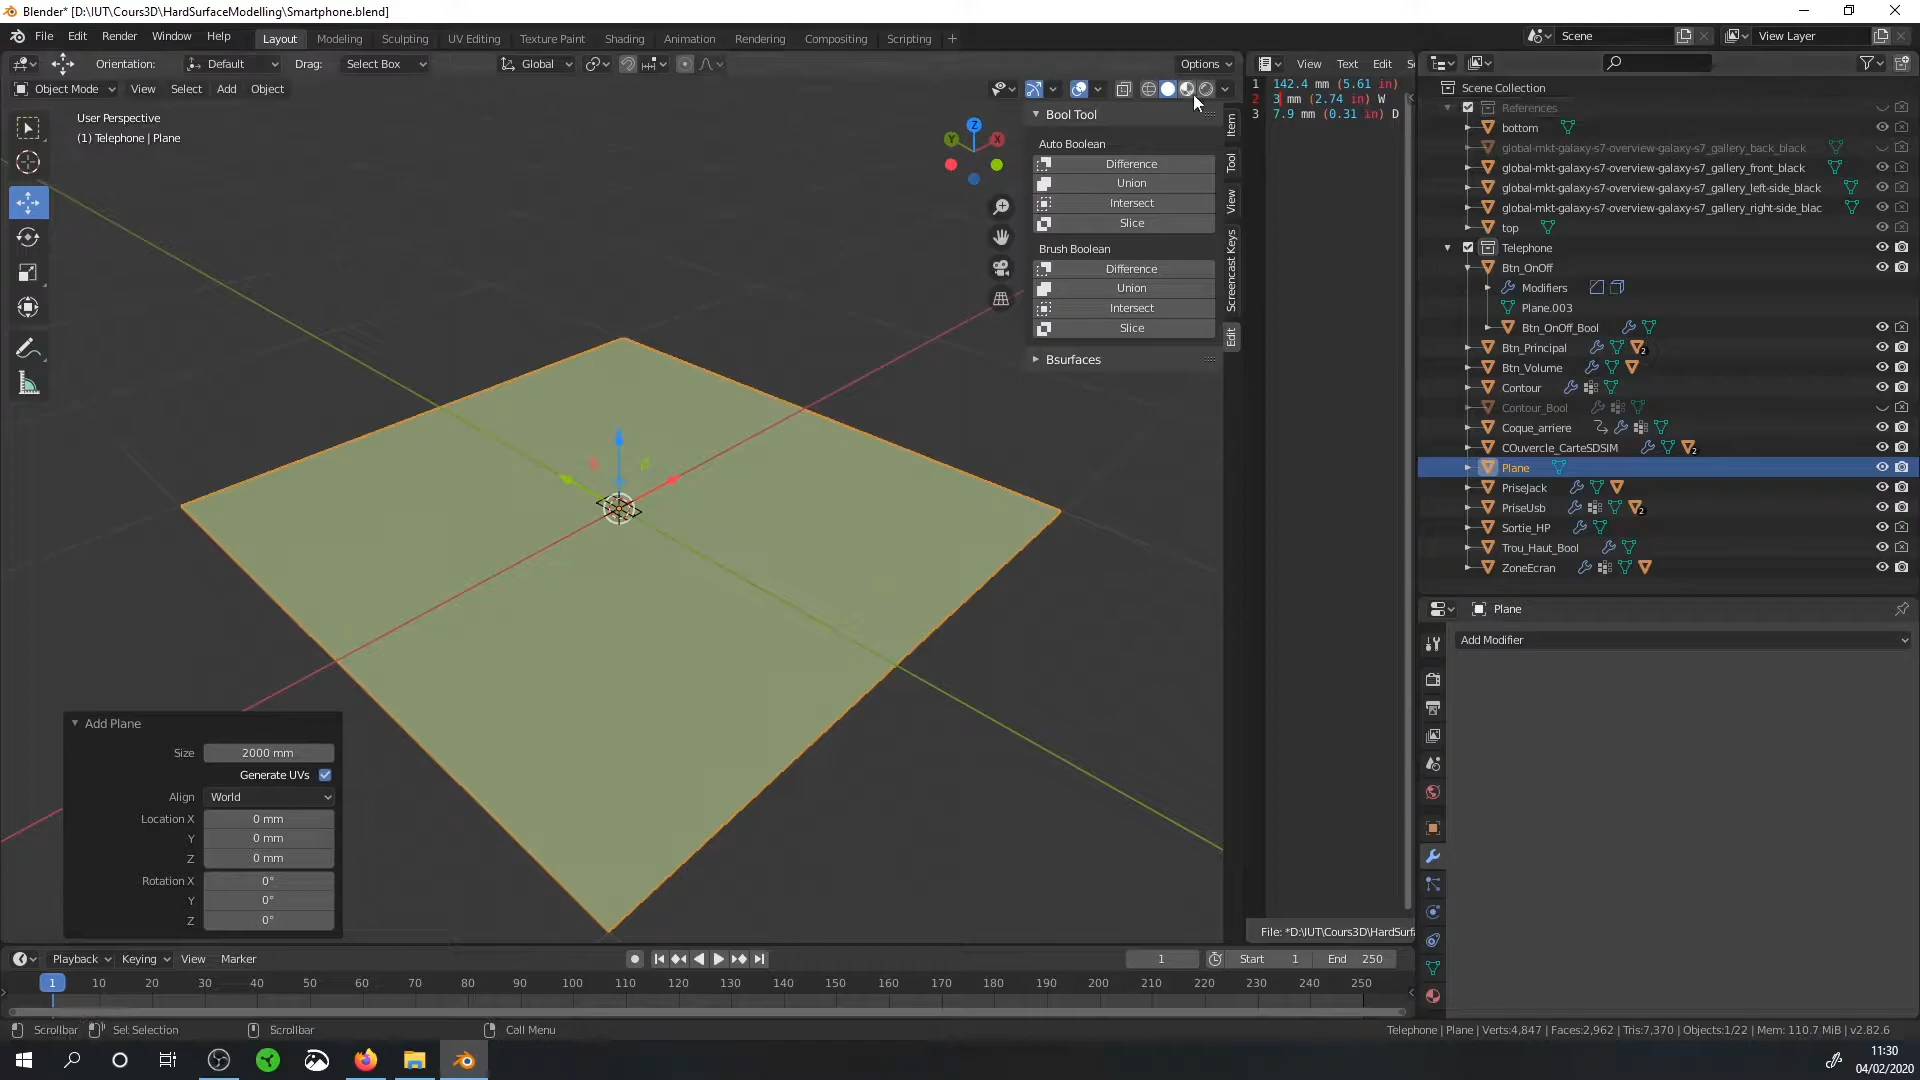 Blender* [D:\IUT\Cours3D\HardSurfaceModelling\Smartphone.blend]
File Edit Render Window Help Layout Modeling Sculpting UV Editing Texture Paint Shading Animation Rendering Compositing Scripting + Scene View Layer
Orientation: Default Drag: Select Box Global Options View Text Edit
Object Mode View Select Add Object
User Perspective
(1) Telephone | Plane
Bool Tool
Auto Boolean
Difference
Union
Intersect
Slice
Brush Boolean
Difference
Union
Intersect
Slice
Bsurfaces
Item
Tool
View
Screencast Keys
Edit
Z
Y
X
1 142.4 mm (5.61 in)
2 3 mm (2.74 in) W
3 7.9 mm (0.31 in) D
File: *D:\IUT\Cours3D\HardSurf
Scene Collection
References
bottom
global-mkt-galaxy-s7-overview-galaxy-s7_gallery_back_black
global-mkt-galaxy-s7-overview-galaxy-s7_gallery_front_black
global-mkt-galaxy-s7-overview-galaxy-s7_gallery_left-side_black
global-mkt-galaxy-s7-overview-galaxy-s7_gallery_right-side_blac
top
Telephone
Btn_OnOff
Modifiers
Plane.003
Btn_OnOff_Bool
Btn_Principal 2
Btn_Volume
Contour
Contour_Bool
Coque_arriere
COuvercle_CarteSDSIM 2
Plane
PriseJack
PriseUsb 2
Sortie_HP
Trou_Haut_Bool
ZoneEcran
Plane
Add Modifier
Add Plane
Size 2000 mm
Generate UVs
Align World
Location X 0 mm
Y 0 mm
Z 0 mm
Rotation X 0°
Y 0°
Z 0°
Playback Keying View Marker 1 Start 1 End 250
1 10 20 30 40 50 60 70 80 90 100 110 120 130 140 150 160 170 180 190 200 210 220 230 240 250
Scrollbar Set Selection Scrollbar Call Menu Telephone | Plane | Verts:4,847 | Faces:2,962 | Tris:7,370 | Objects:1/22 | Mem: 110.7 MiB | v2.82.6
11:30
04/02/2020